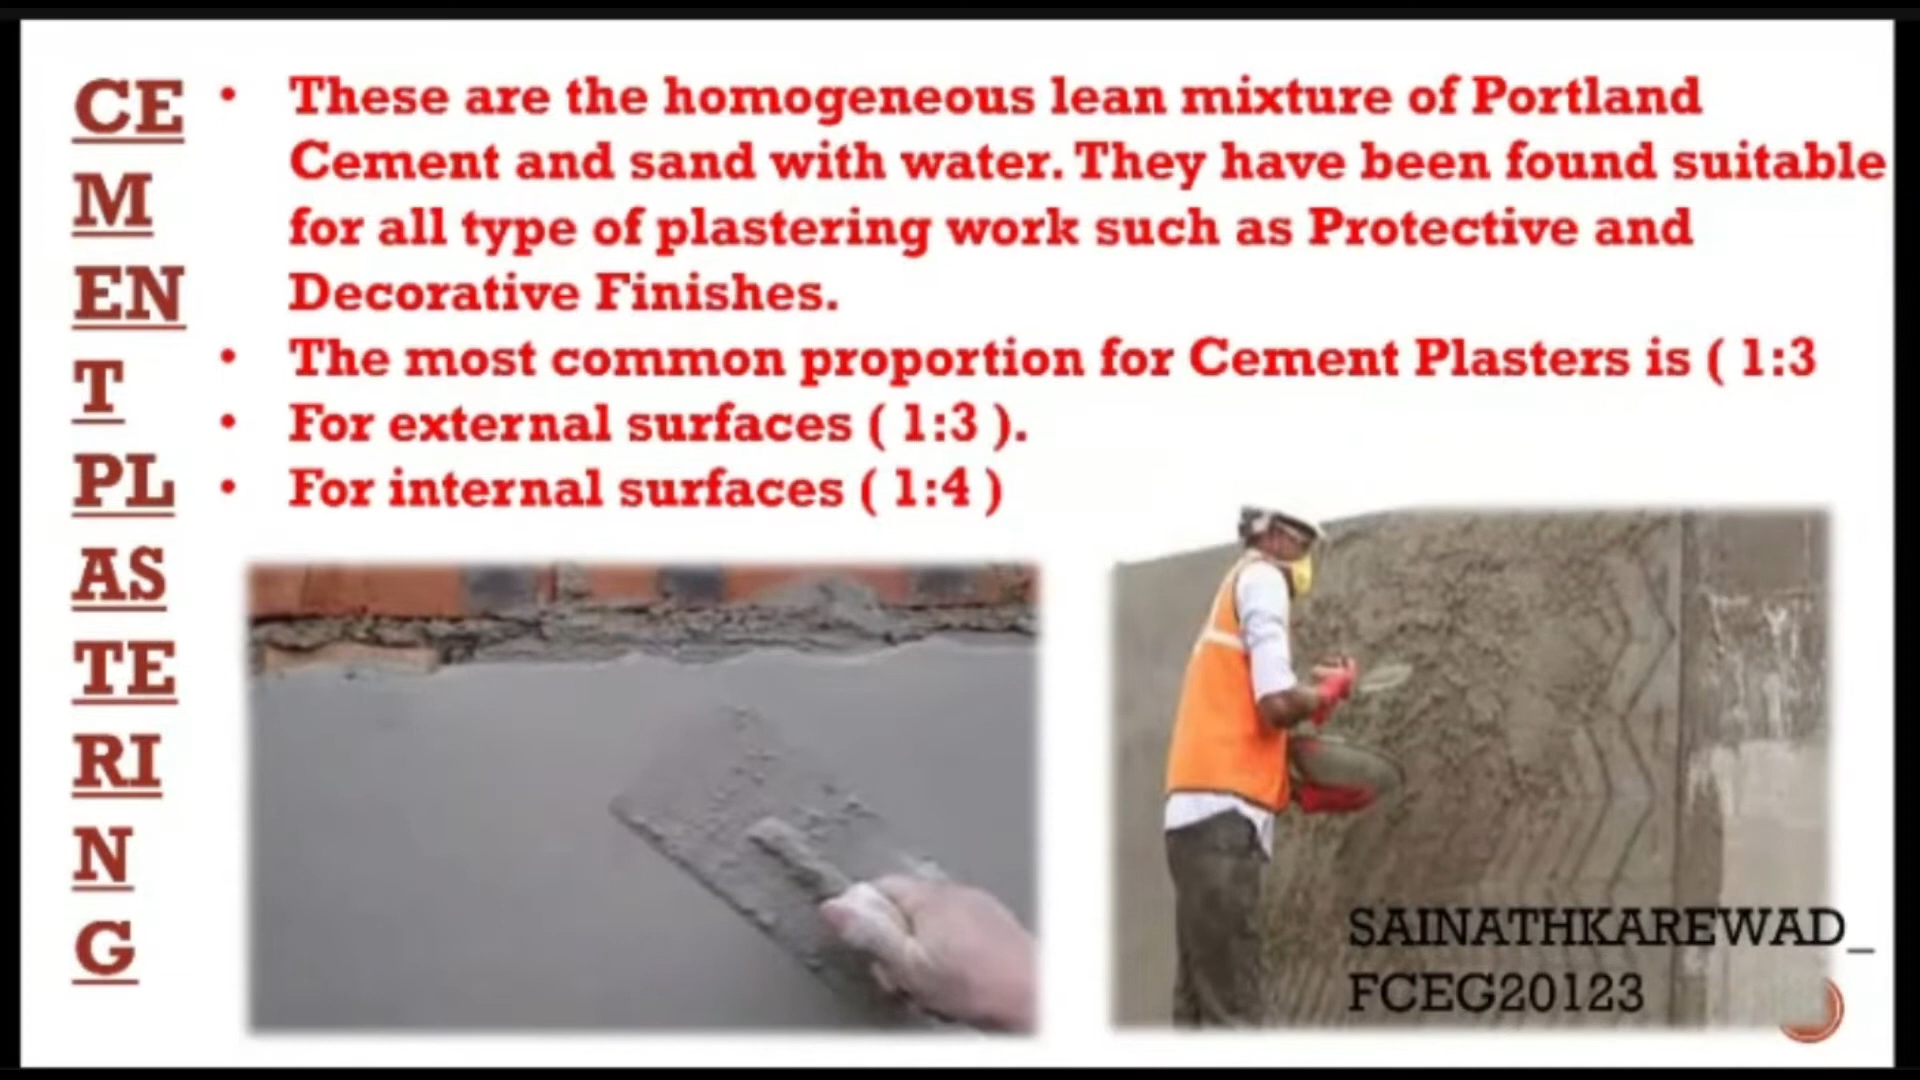 CE
M
EN
T
PL
AS
TE
RI
N
G
• These are the homogeneous lean mixture of Portland
Cement and sand with water. They have been found suitable
for all type of plastering work such as Protective and
Decorative Finishes.
• The most common proportion for Cement Plasters is ( 1:3
• For external surfaces ( 1:3 ).
• For internal surfaces ( 1:4 )
SAINATHKAREWAD_
FCEG20123